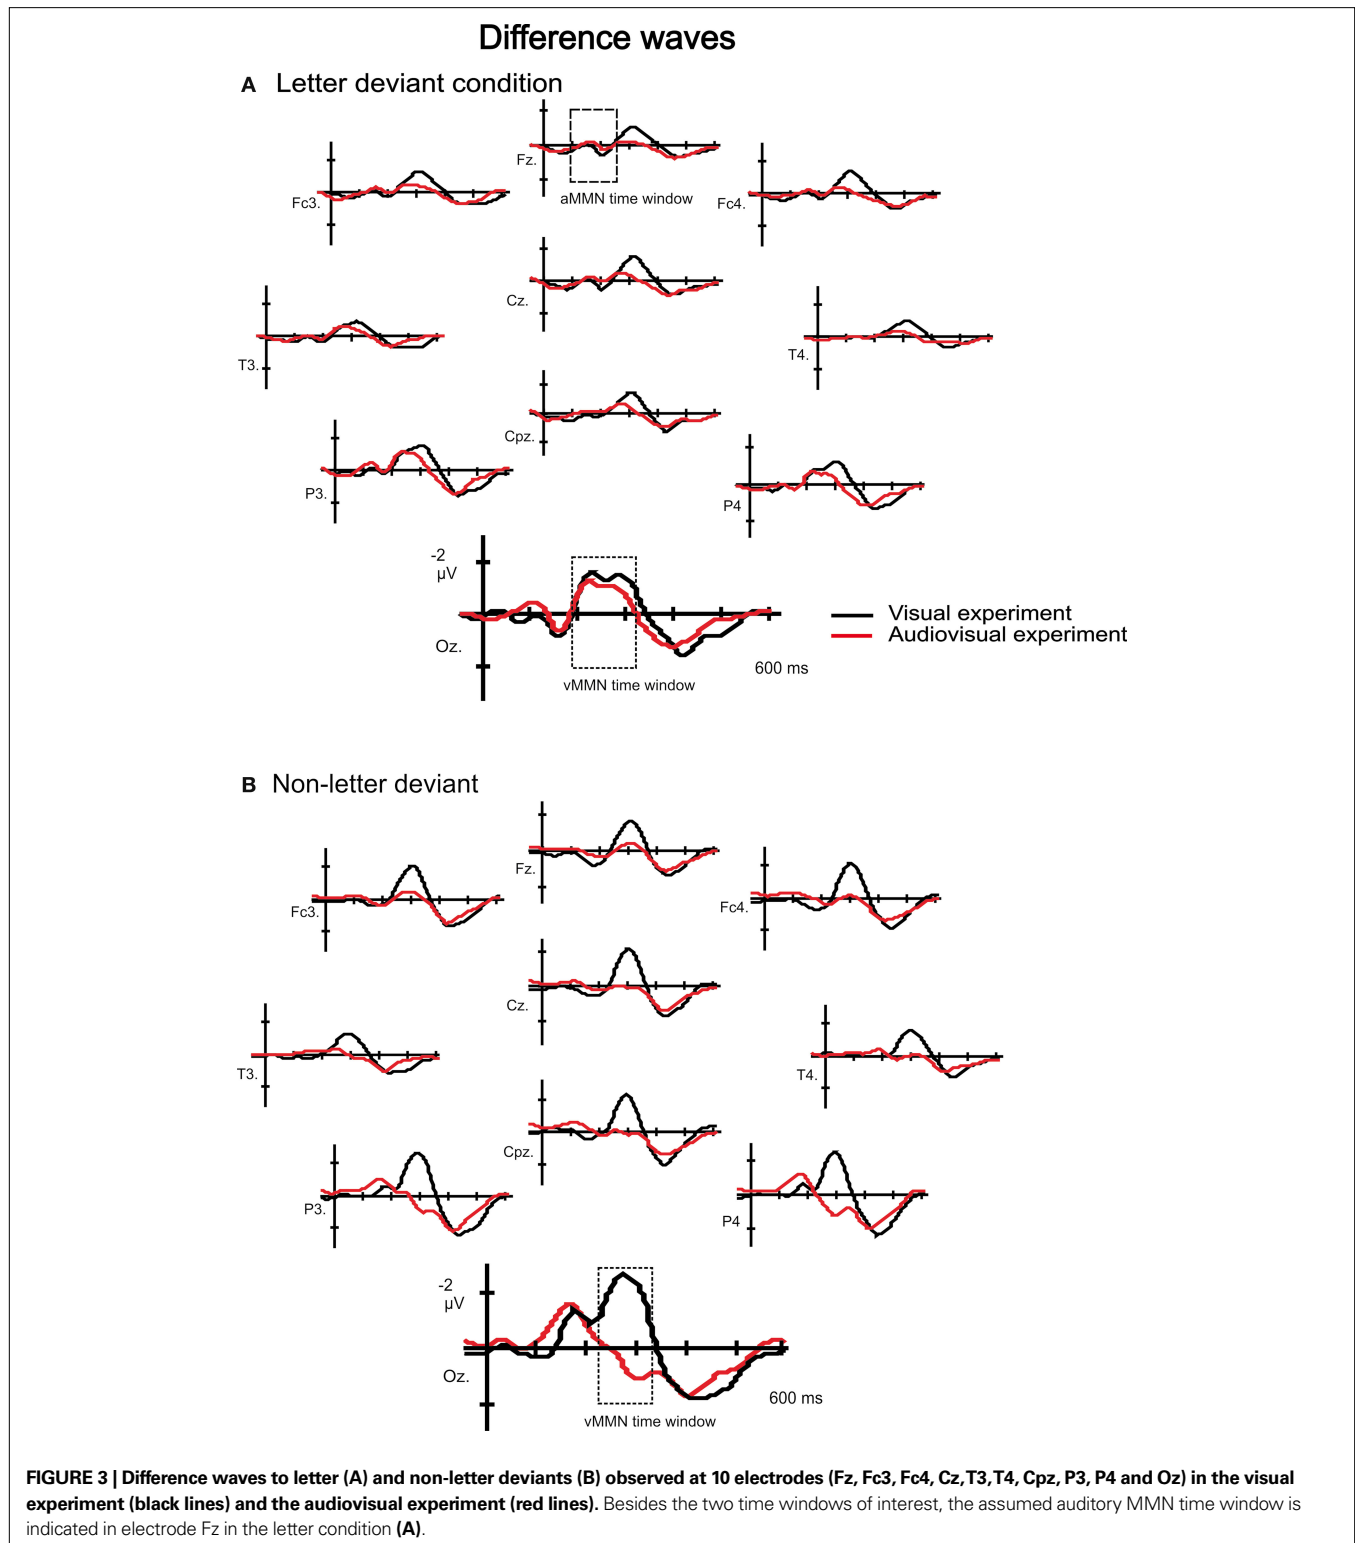 Difference waves
A Letter deviant condition
Fz.
aMMN time window
Fc3.
Fc4.
Cz.
T3.
T4.
Cpz.
P3.
P4
-2
µV
Oz.
Visual experiment
Audiovisual experiment
600 ms
vMMN time window
B Non-letter deviant
Fz.
Fc3.
Fc4.
Cz.
T3.
T4.
Cpz.
P3.
P4
-2
µV
Oz.
600 ms
vMMN time window
FIGURE 3 | Difference waves to letter (A) and non-letter deviants (B) observed at 10 electrodes (Fz, Fc3, Fc4, Cz,T3,T4, Cpz, P3, P4 and Oz) in the visual
experiment (black lines) and the audiovisual experiment (red lines). Besides the two time windows of interest, the assumed auditory MMN time window is
indicated in electrode Fz in the letter condition (A).